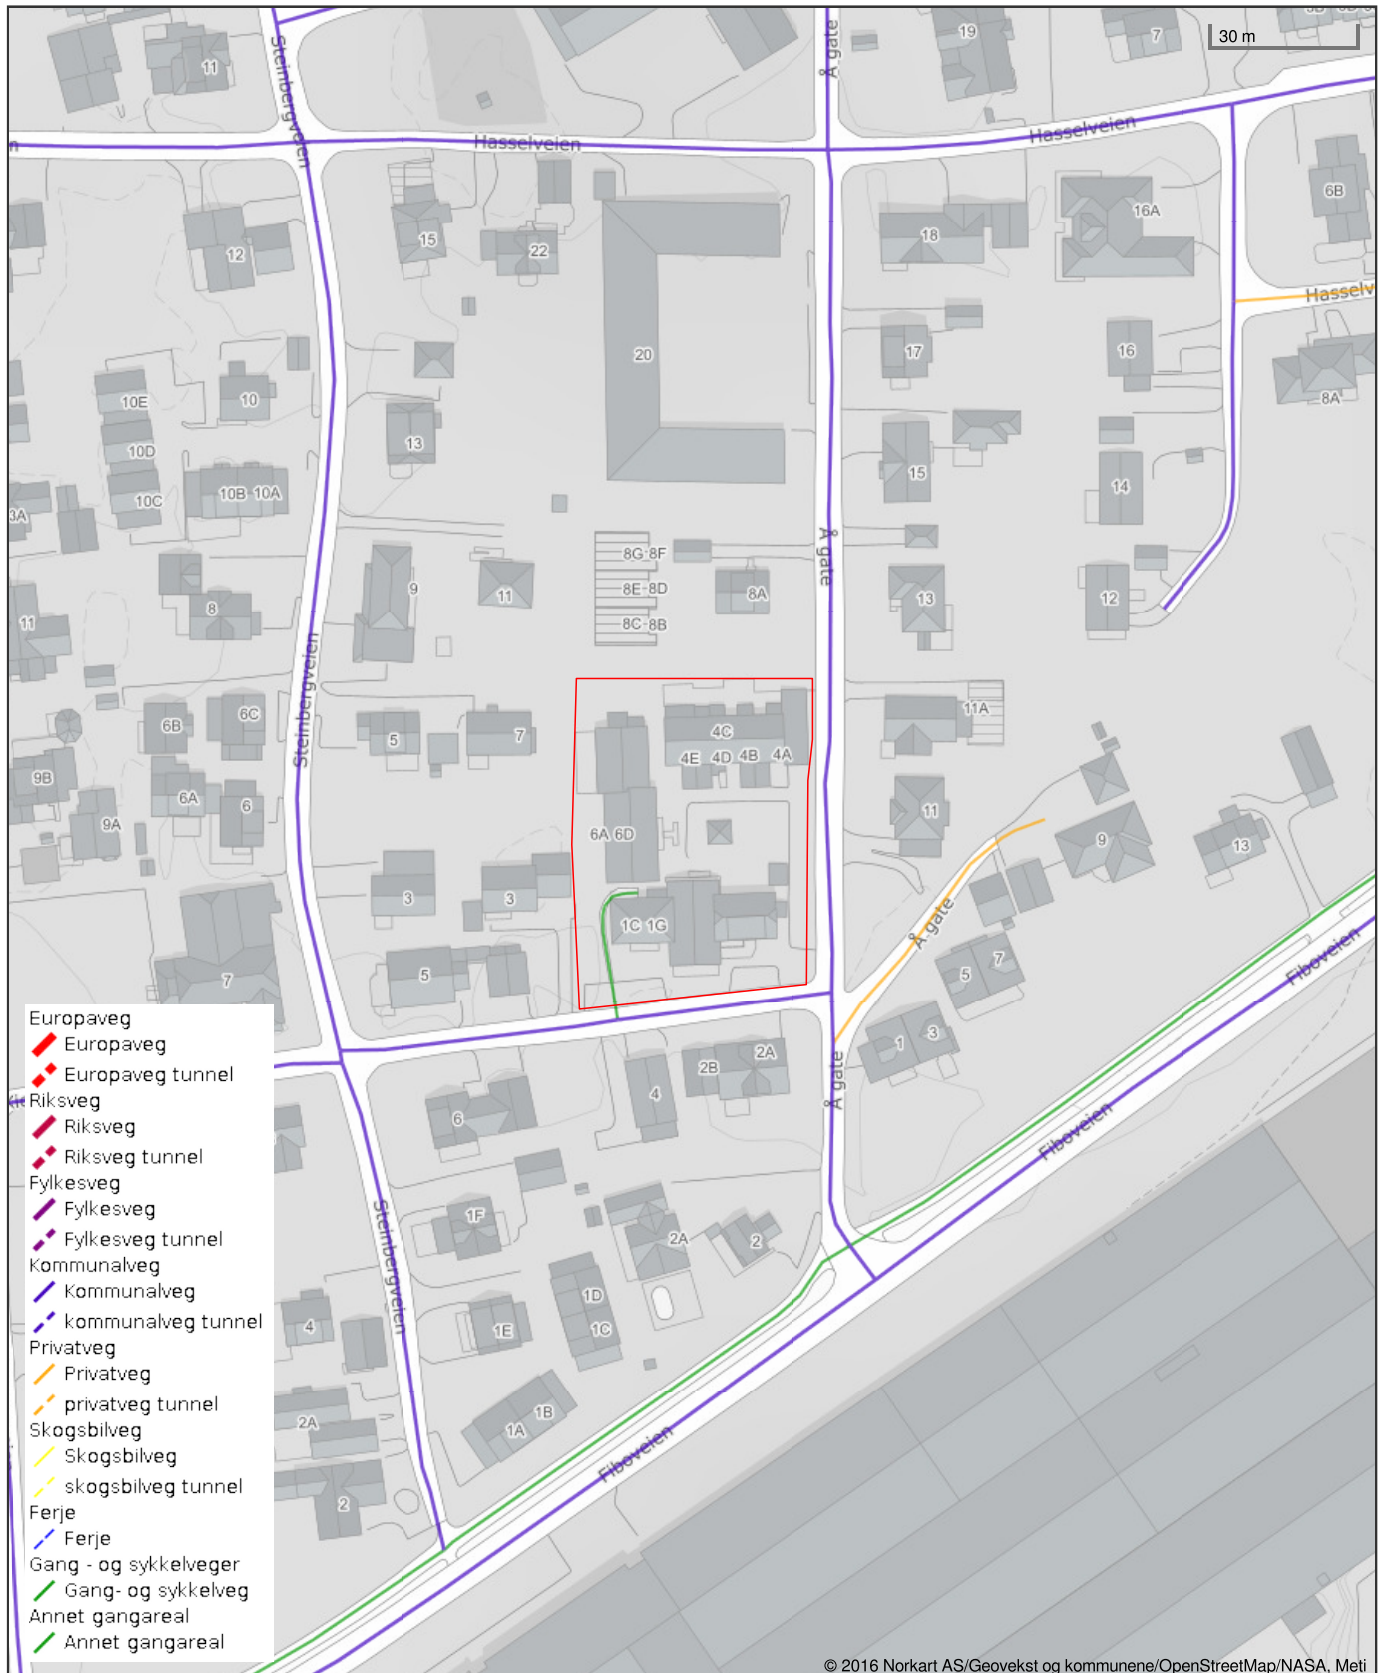 30 m
19
7
11
Steinbergveien
Å gate
Hasselveien
Hasselveien
6B
16A
15
22
18
12
Hasselv
20
17
16
8A
10E
10
10D
13
10C
10B 10A
15
14
3A
Å gate
8G 8F
8E 8D
8C 8B
8A
9
11
8
11
13
12
Steinbergveien
6B
6C
5
7
4C
4E 4D 4B 4A
11A
9B
6A
6
9A
6A 6D
11
9
13
3
3
1C 1G
Å gate
5
7
Fiboveien
7
5
1
3
2A
2B
4
Å gate
6
Fiboveien
1F
2A
2
Steinbergveien
1D
1C
1E
4
1B
1A
2A
Fiboveien
2
Europaveg
Europaveg
Europaveg tunnel
Riksveg
Riksveg
Riksveg tunnel
Fylkesveg
Fylkesveg
Fylkesveg tunnel
Kommunalveg
Kommunalveg
kommunalveg tunnel
Privatveg
Privatveg
privatveg tunnel
Skogsbilveg
Skogsbilveg
skogsbilveg tunnel
Ferje
Ferje
Gang - og sykkelveger
Gang- og sykkelveg
Annet gangareal
Annet gangareal
© 2016 Norkart AS/Geovekst og kommunene/OpenStreetMap/NASA, Meti